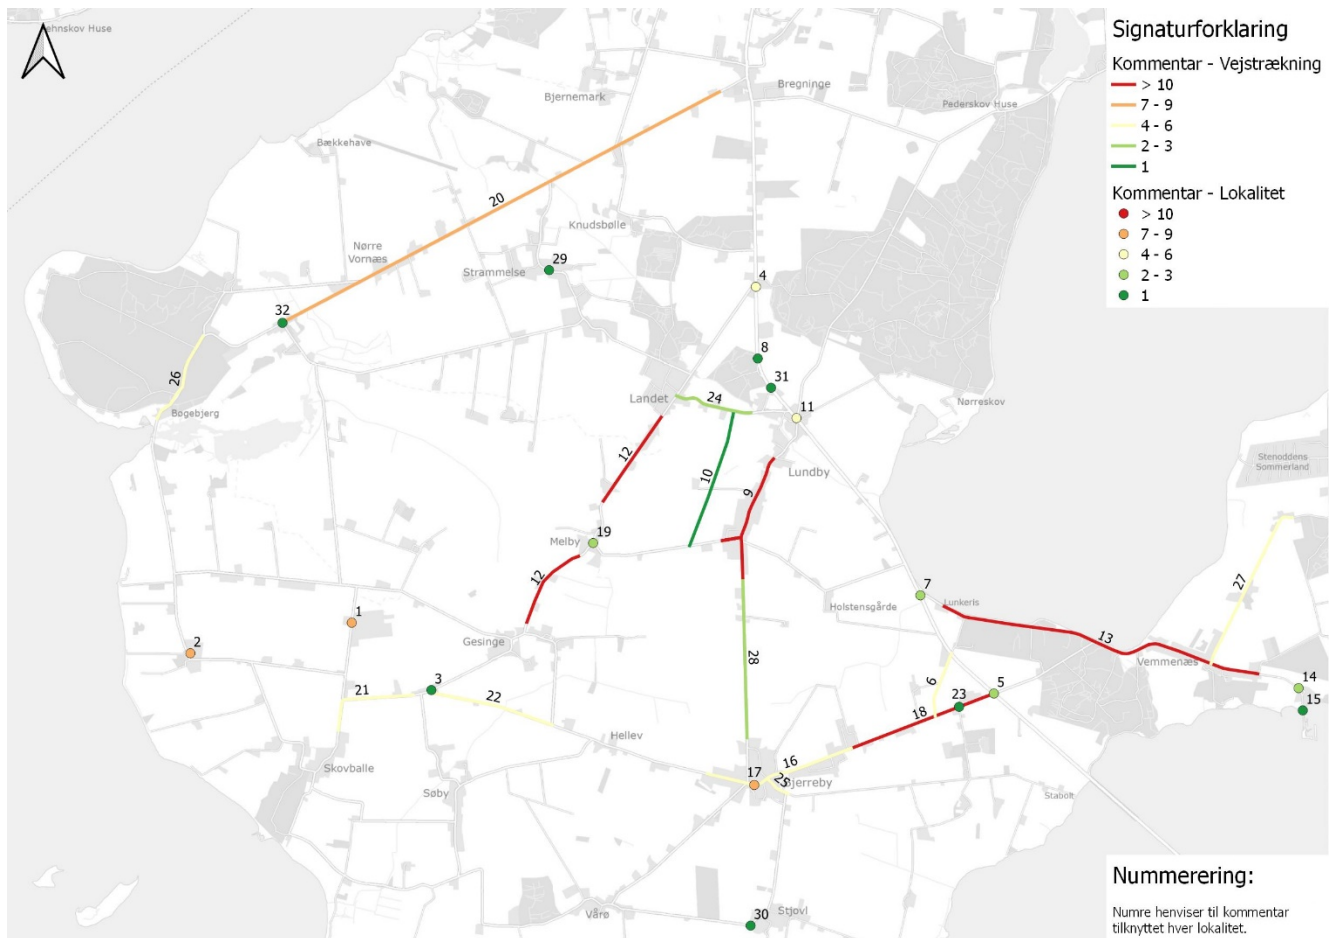 ehnskov Huse
Bregninge
Bjernemark
Pederskov Huse
Bækkehave
20
Knudsbølle
Nørre
Vornæs
Strammelse
29
4
32
8
31
26
Landet
24
11
Nørreskov
Bøgebjerg
12
10
Lundby
9
Stenoddens
Sommerland
Melby
19
12
27
7
Lunkeris
Holstensgårde
1
Gesinge
13
2
28
Vemmenæs
3
21
22
6
23
5
14
15
18
Hellev
16
Skovballe
17
25
Bjerreby
Søby
Stabolt
Vårø
Stjovl
30
Signaturforklaring
Kommentar - Vejstrækning
> 10
7 - 9
4 - 6
2 - 3
1
Kommentar - Lokalitet
> 10
7 - 9
4 - 6
2 - 3
1
Nummerering:
Numre henviser til kommentar
tilknyttet hver lokalitet.